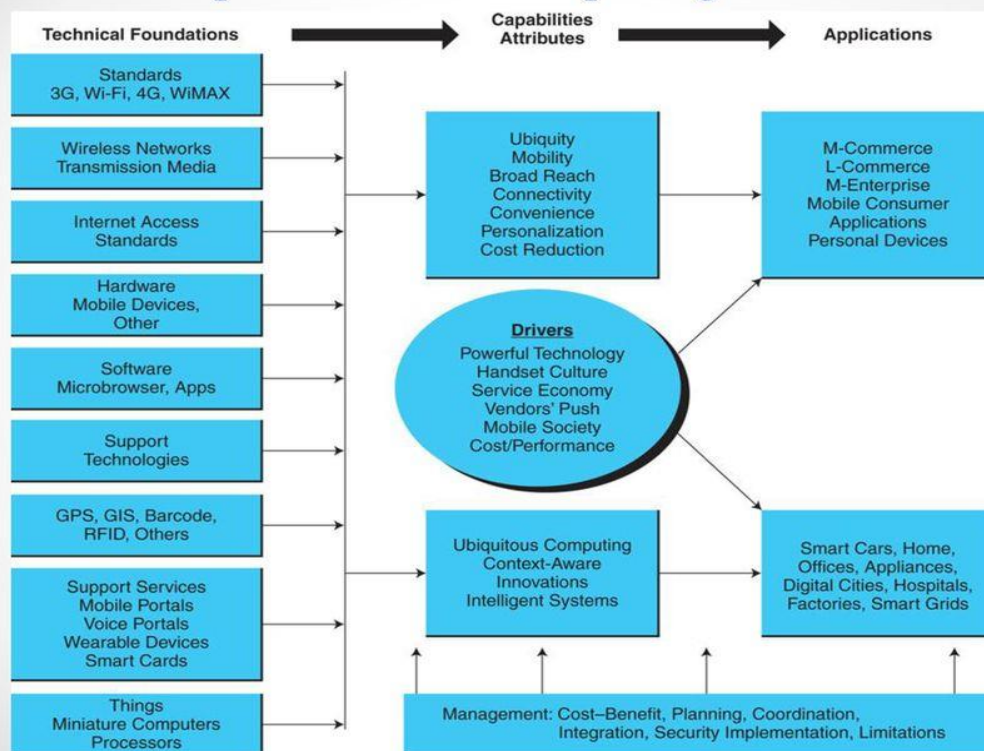 Technical Foundations
Capabilities
Attributes
Applications
Standards
3G, Wi-Fi, 4G, WiMAX
Wireless Networks
Transmission Media
Internet Access
Standards
Hardware
Mobile Devices,
Other
Software
Microbrowser, Apps
Support
Technologies
GPS, GIS, Barcode,
RFID, Others
Support Services
Mobile Portals
Voice Portals
Wearable Devices
Smart Cards
Things
Miniature Computers
Processors
Ubiquity
Mobility
Broad Reach
Connectivity
Convenience
Personalization
Cost Reduction
Drivers
Powerful Technology
Handset Culture
Service Economy
Vendors' Push
Mobile Society
Cost/Performance
Ubiquitous Computing
Context-Aware
Innovations
Intelligent Systems
M-Commerce
L-Commerce
M-Enterprise
Mobile Consumer
Applications
Personal Devices
Smart Cars, Home,
Offices, Appliances,
Digital Cities, Hospitals,
Factories, Smart Grids
Management: Cost–Benefit, Planning, Coordination,
Integration, Security Implementation, Limitations